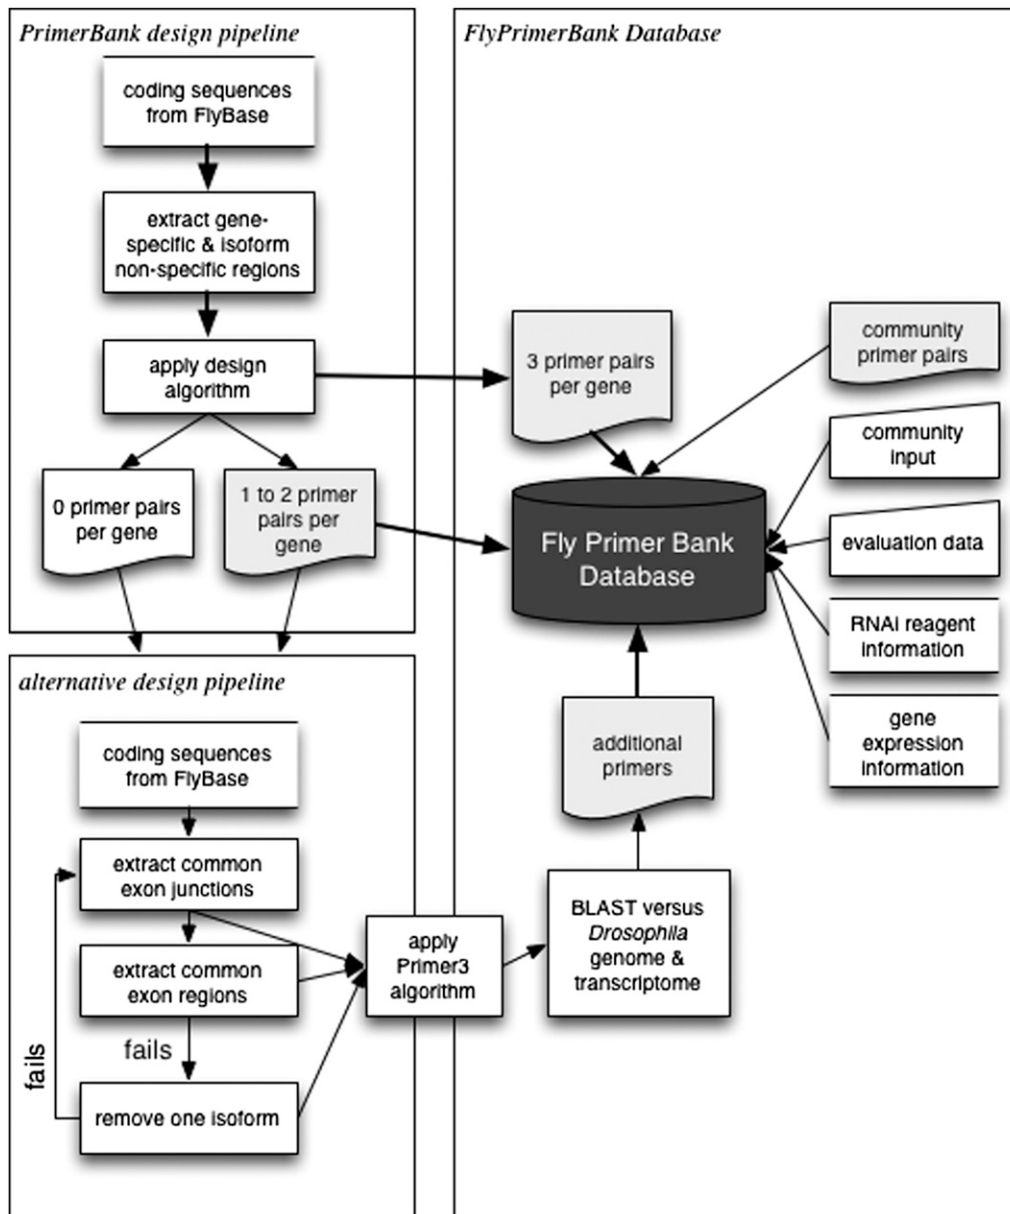 PrimerBank design pipeline
coding sequences
from FlyBase
extract gene-
specific & isoform
non-specific regions
apply design
algorithm
0 primer pairs
per gene
1 to 2 primer
pairs per
gene
alternative design pipeline
coding sequences
from FlyBase
extract common
exon junctions
extract common
exon regions
fails
fails
remove one isoform
apply
Primer3
algorithm
FlyPrimerBank Database
3 primer pairs
per gene
community
primer pairs
community
input
evaluation data
RNAi reagent
information
gene
expression
information
Fly Primer Bank
Database
additional
primers
BLAST versus
Drosophila
genome &
transcriptome